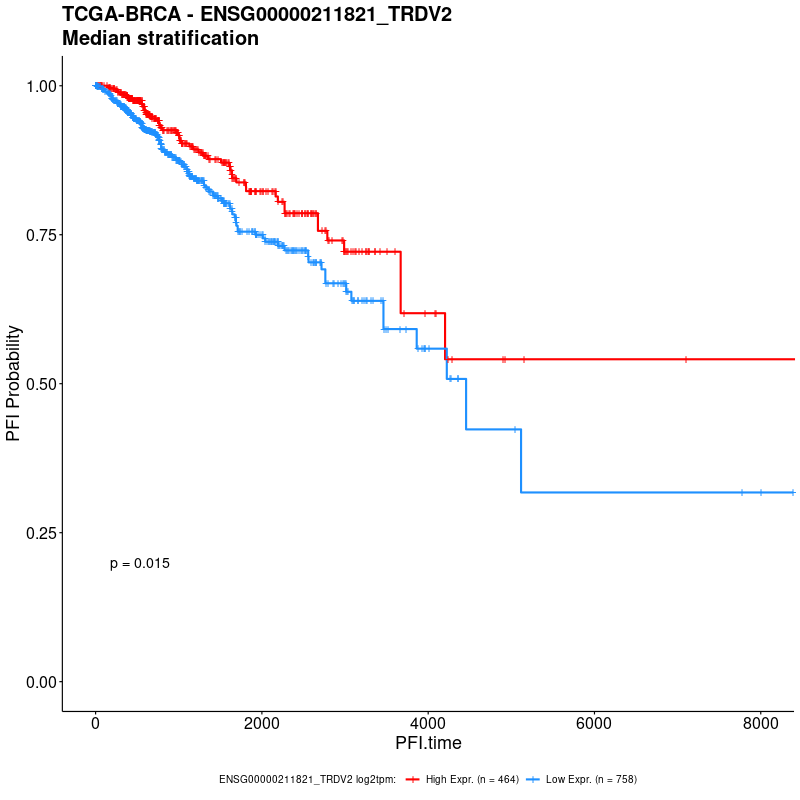 TCGA-BRCA - ENSG00000211821_TRDV2
Median stratification
1.00
0.75
0.50
0.25
0.00
PFI Probability
p = 0.015
0
2000
4000
6000
8000
PFI.time
ENSG00000211821_TRDV2 log2tpm: High Expr. (n = 464) Low Expr. (n = 758)